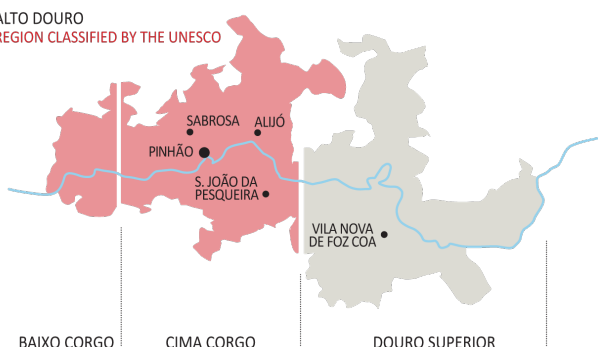 ALTO DOURO
REGION CLASSIFIED BY THE UNESCO
SABROSA
ALIJÓ
PINHÃO
S. JOÃO DA
PESQUEIRA
VILA NOVA
DE FOZ COA
BAIXO CORGO
CIMA CORGO
DOURO SUPERIOR